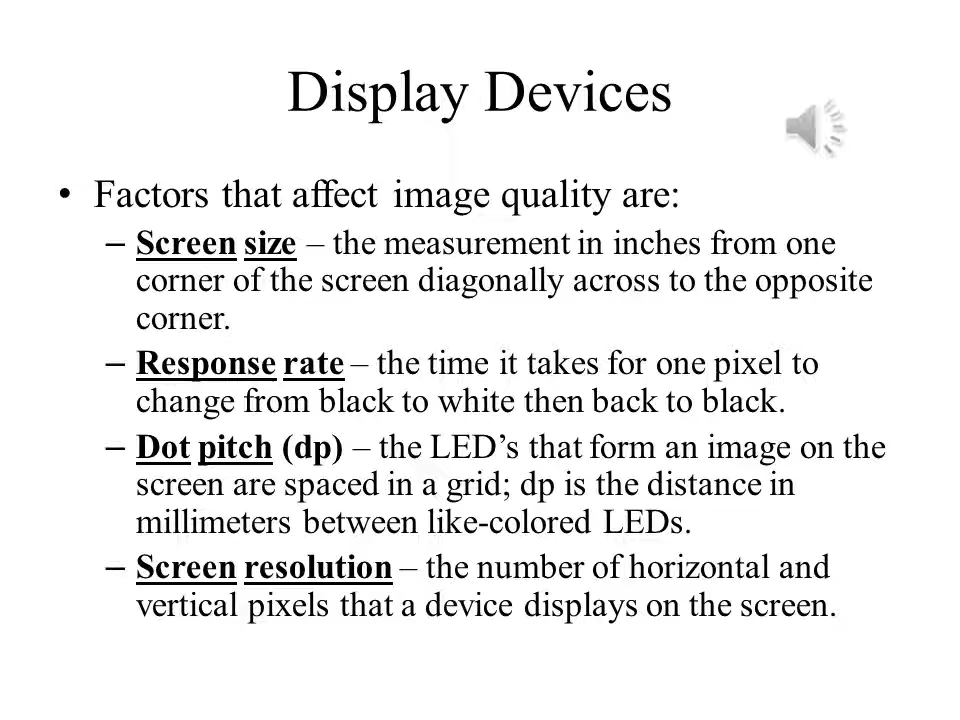 Display Devices
• Factors that affect image quality are:
– Screen size – the measurement in inches from one
corner of the screen diagonally across to the opposite
corner.
– Response rate – the time it takes for one pixel to
change from black to white then back to black.
– Dot pitch (dp) – the LED’s that form an image on the
screen are spaced in a grid; dp is the distance in
millimeters between like-colored LEDs.
– Screen resolution – the number of horizontal and
vertical pixels that a device displays on the screen.